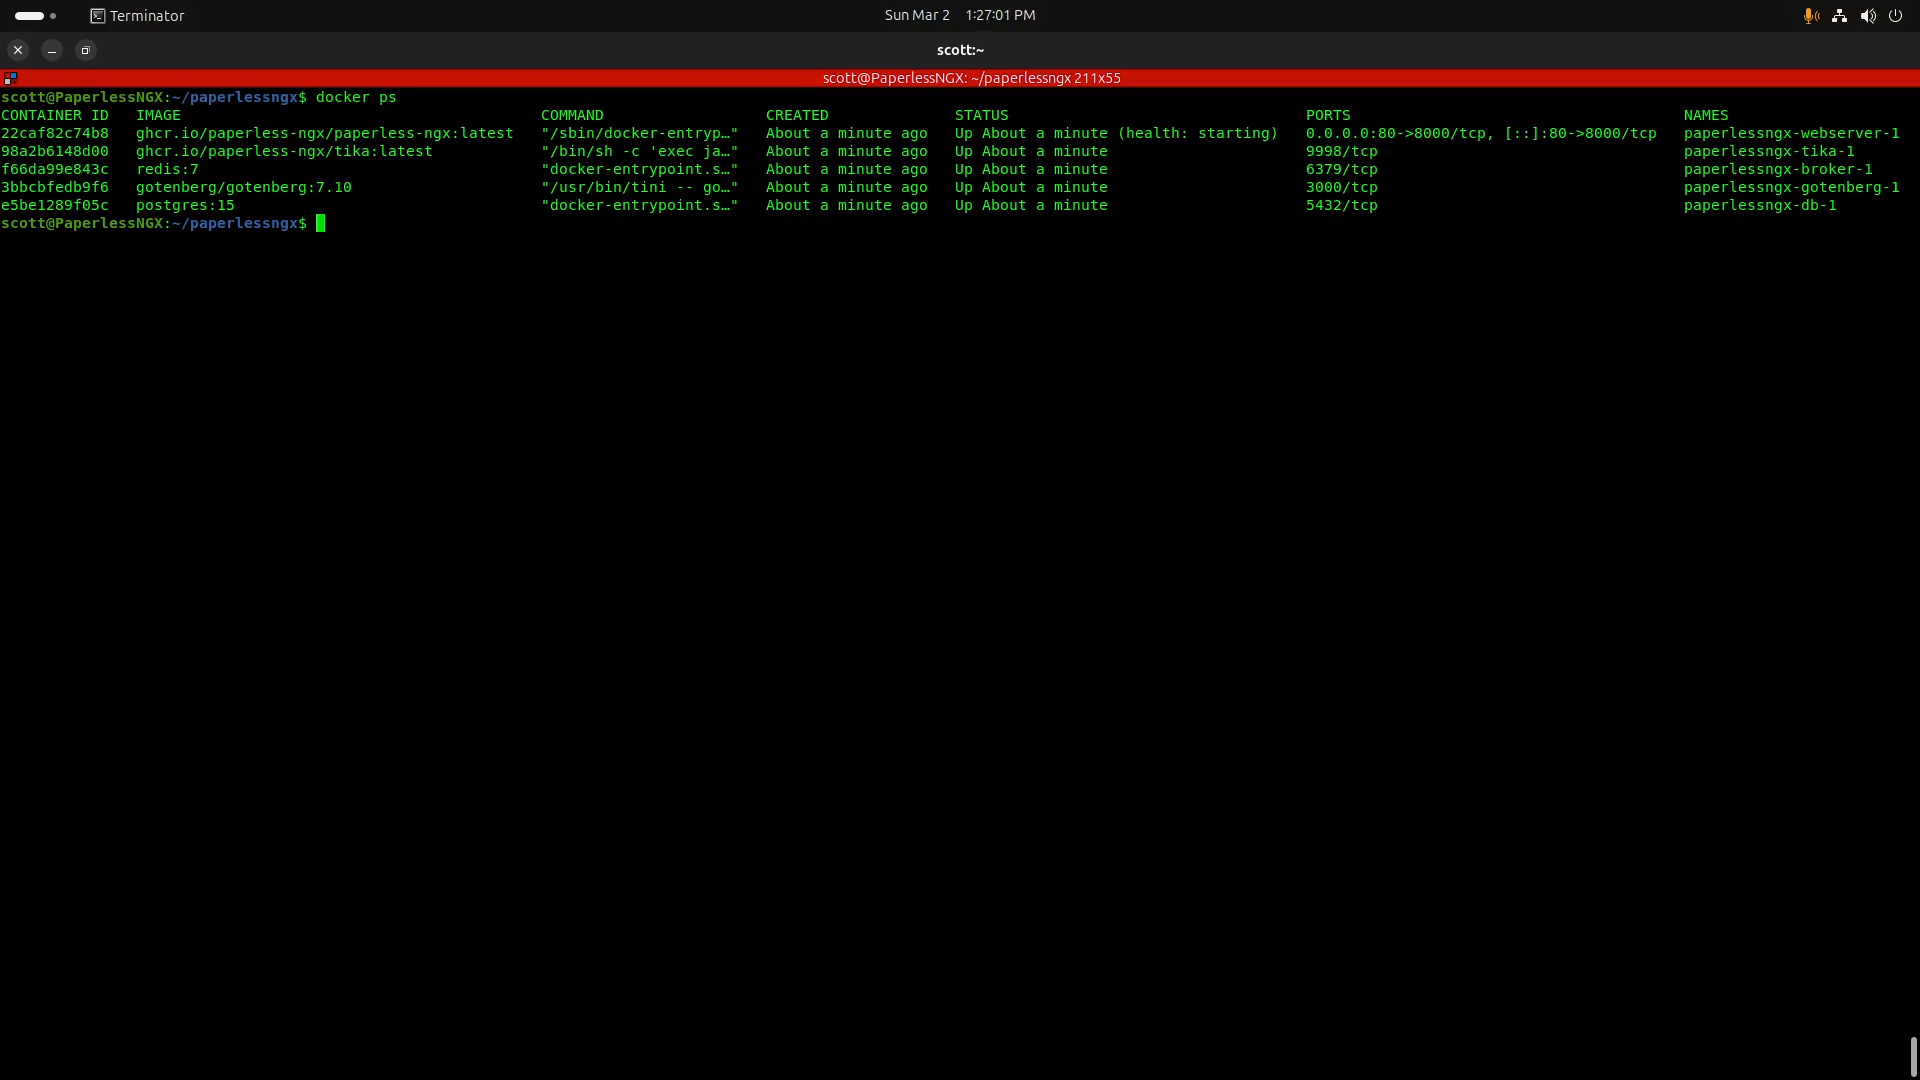 Terminator
Sun Mar 2 1:27:01 PM
scott:~
scott@PaperlessNGX: ~/paperlessngx 211x55
scott@PaperlessNGX:~/paperlessngx$ docker ps
CONTAINER ID   IMAGE                                       COMMAND                  CREATED              STATUS                                 PORTS                                     NAMES
22caf82c74b8   ghcr.io/paperless-ngx/paperless-ngx:latest   "/sbin/docker-entryp…"   About a minute ago   Up About a minute (health: starting)   0.0.0.0:80->8000/tcp, [::]:80->8000/tcp   paperlessngx-webserver-1
98a2b6148d00   ghcr.io/paperless-ngx/tika:latest            "/bin/sh -c 'exec ja…"   About a minute ago   Up About a minute                      9998/tcp                                  paperlessngx-tika-1
f66da99e843c   redis:7                                      "docker-entrypoint.s…"   About a minute ago   Up About a minute                      6379/tcp                                  paperlessngx-broker-1
3bbcbfedb9f6   gotenberg/gotenberg:7.10                     "/usr/bin/tini -- go…"   About a minute ago   Up About a minute                      3000/tcp                                  paperlessngx-gotenberg-1
e5be1289f05c   postgres:15                                  "docker-entrypoint.s…"   About a minute ago   Up About a minute                      5432/tcp                                  paperlessngx-db-1
scott@PaperlessNGX:~/paperlessngx$